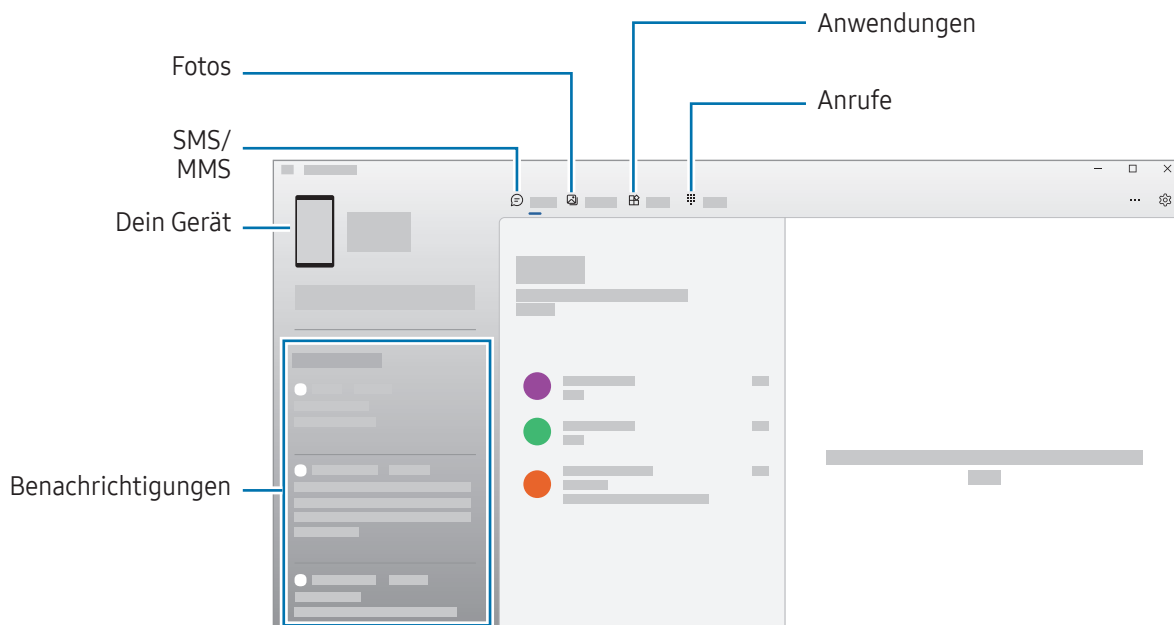 Anwendungen
Fotos
Anrufe
SMS/
MMS
Dein Gerät
Benachrichtigungen